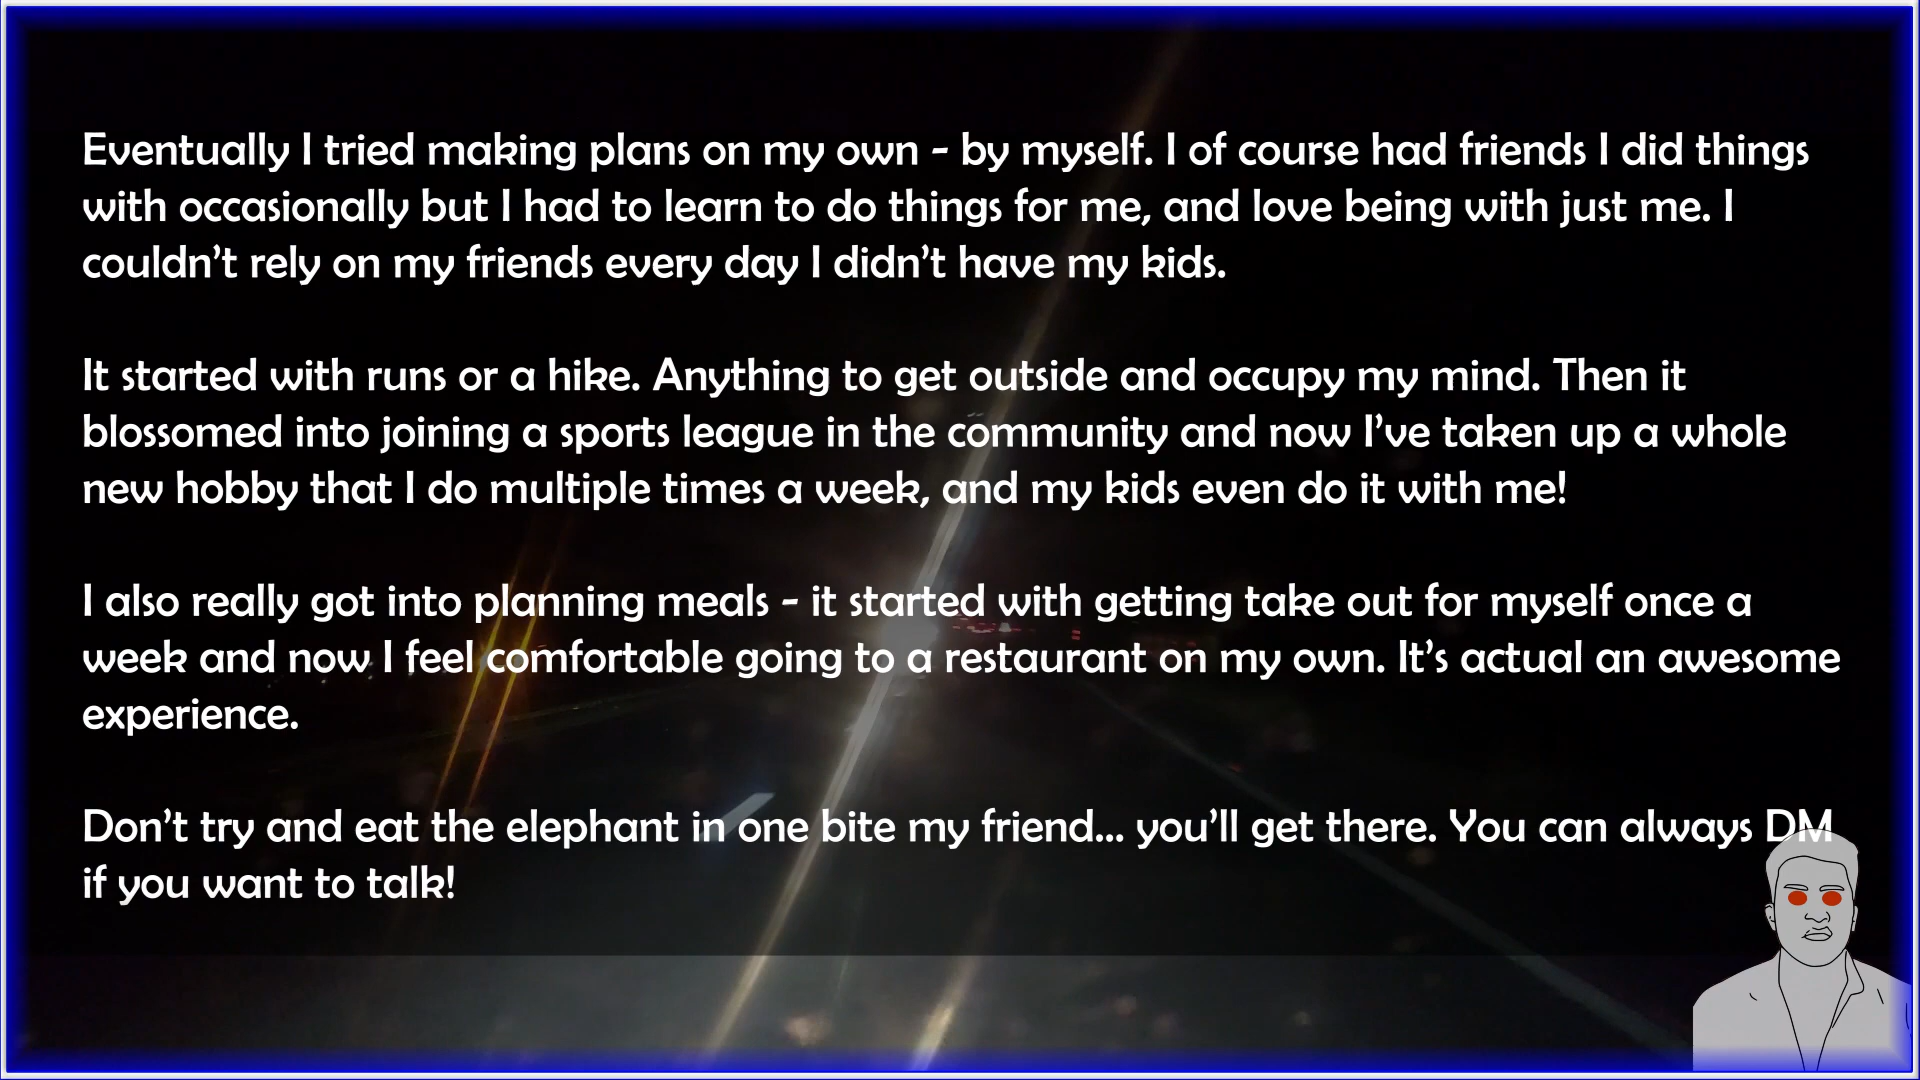 Eventually I tried making plans on my own - by myself. I of course had friends I did things
with occasionally but I had to learn to do things for me, and love being with just me. I
couldn’t rely on my friends every day I didn’t have my kids.
It started with runs or a hike. Anything to get outside and occupy my mind. Then it
blossomed into joining a sports league in the community and now I’ve taken up a whole
new hobby that I do multiple times a week, and my kids even do it with me!
I also really got into planning meals - it started with getting take out for myself once a
week and now I feel comfortable going to a restaurant on my own. It’s actual an awesome
experience.
Don’t try and eat the elephant in one bite my friend... you’ll get there. You can always DM
if you want to talk!